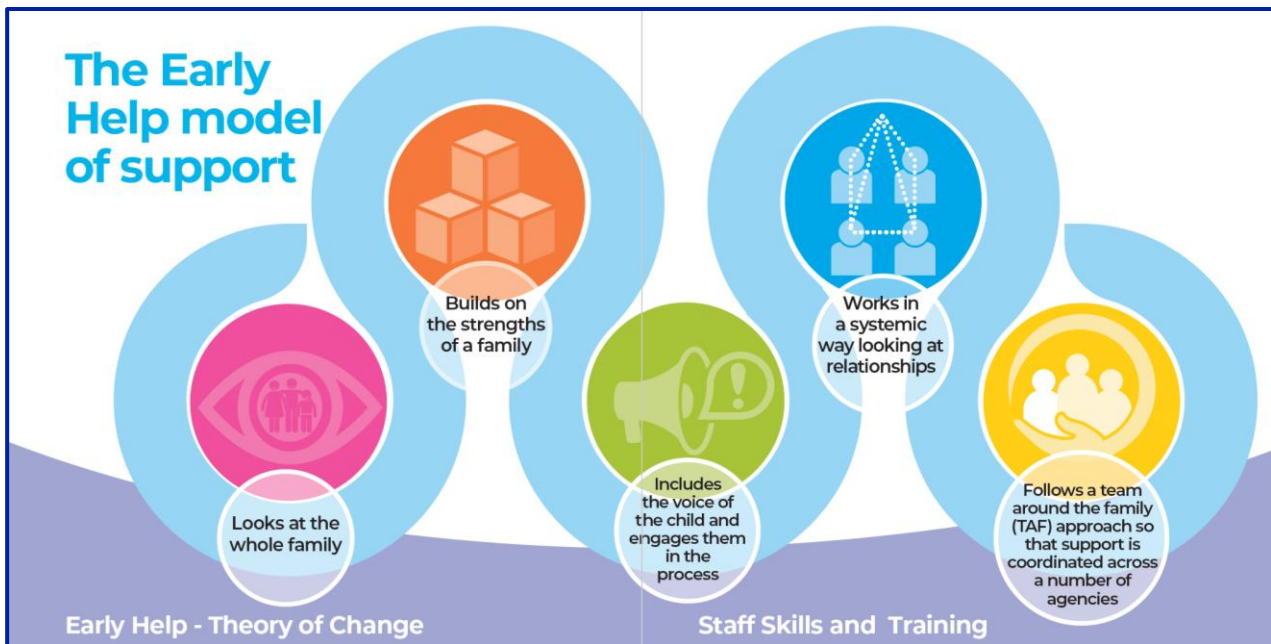 The Early
Help model
of support
Looks at the
whole family
Builds on
the strengths
of a family
Includes
the voice of
the child and
engages them
in the
process
Works in
a systemic
way looking at
relationships
Follows a team
around the family
(TAF) approach so
that support is
coordinated across
a number of
agencies
Early Help - Theory of Change
Staff Skills and Training